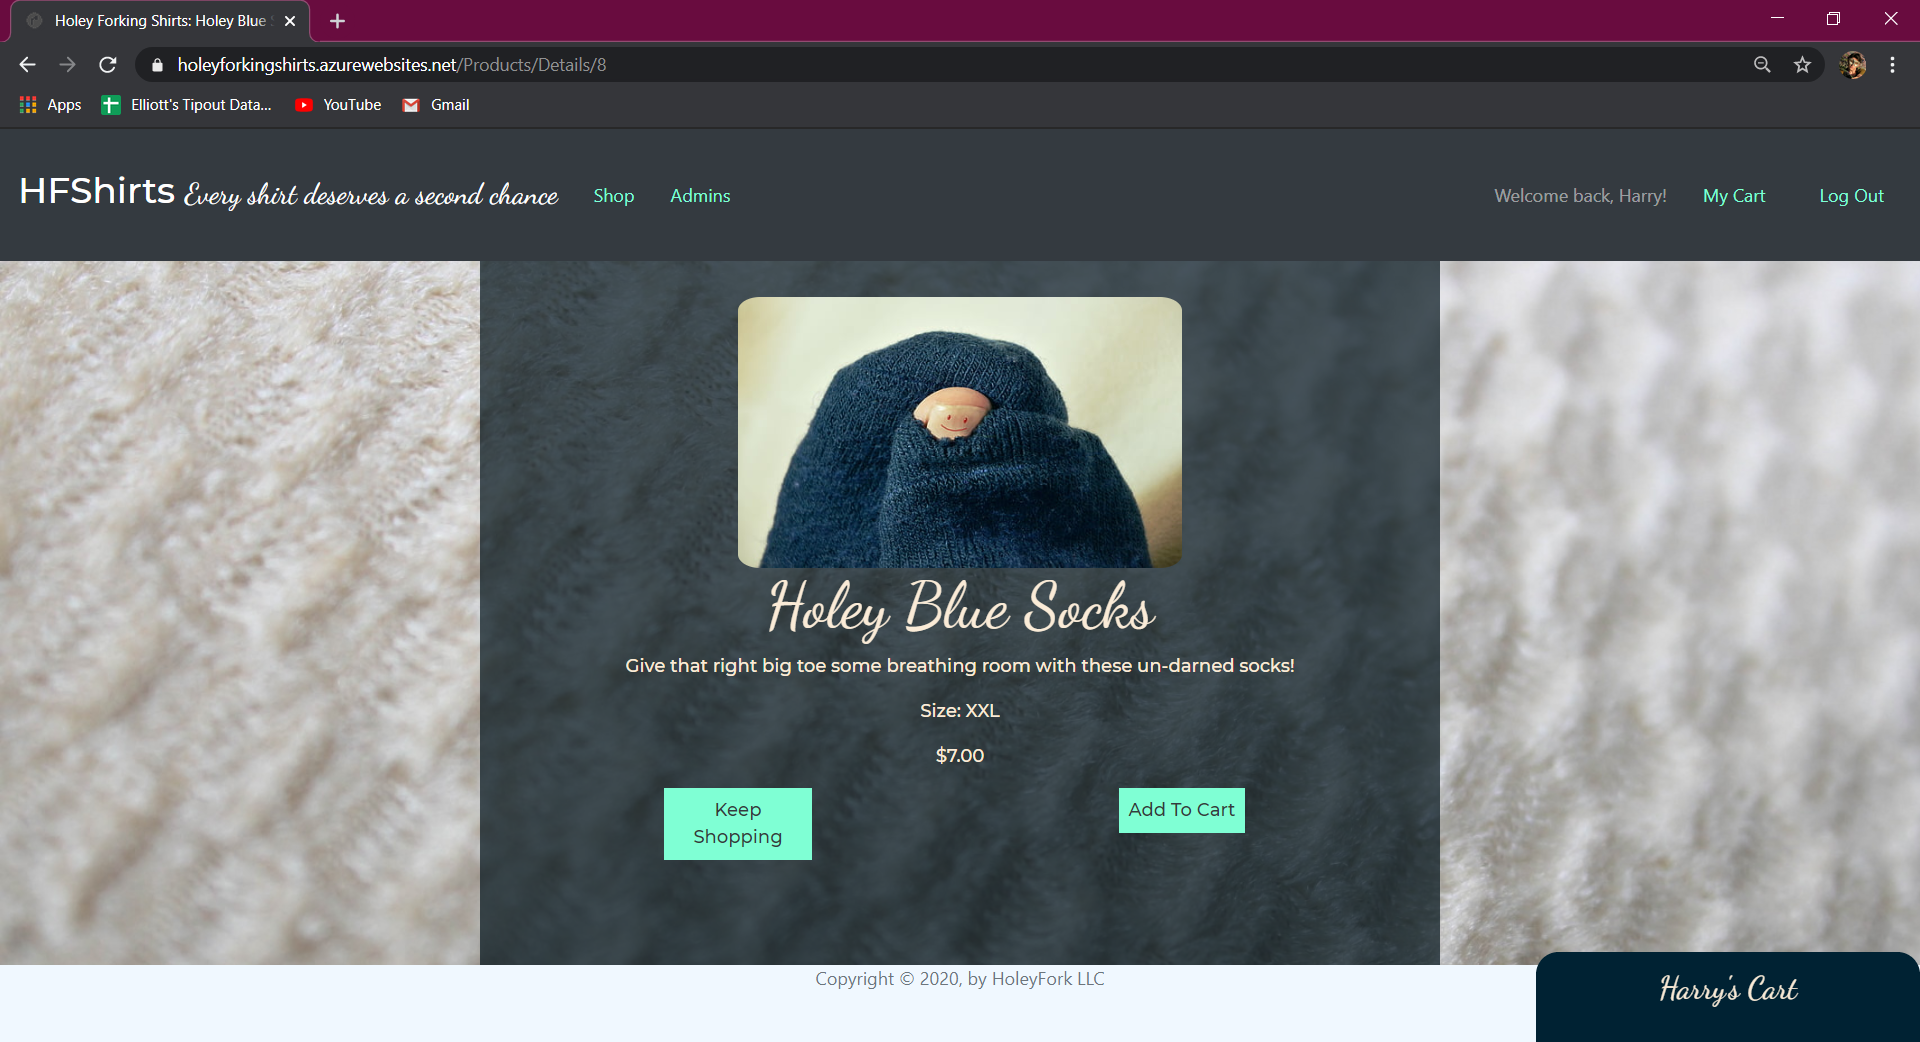 Holey Forking Shirts: Holey Blue
holeyforkingshirts.azurewebsites.net/Products/Details/8
Apps Elliott's Tipout Data... YouTube Gmail
HFShirts Every shirt deserves a second chance Shop Admins Welcome back, Harry! My Cart Log Out
Holey Blue Socks
Give that right big toe some breathing room with these un-darned socks!
Size: XXL
$7.00
Keep
Shopping
Add To Cart
Copyright © 2020, by HoleyFork LLC
Harry's Cart